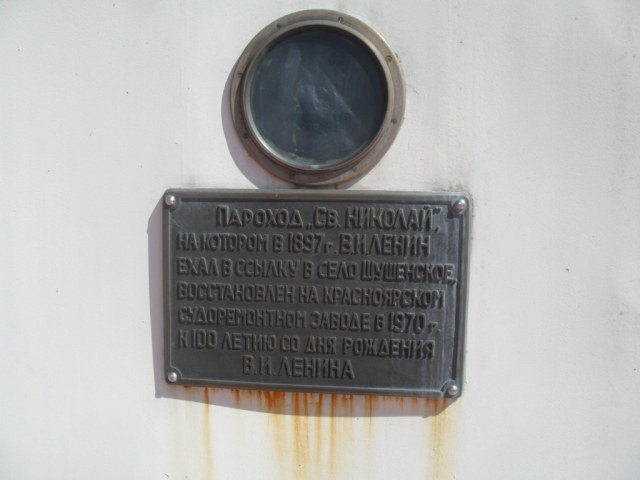 ПАРОХОД „СВ. НИКОЛАЙ",
НА КОТОРОМ В 1897 г. В.И.ЛЕНИН
ЕХАЛ В ССЫЛКУ В СЕЛО ШУШЕНСКОЕ,
ВОССТАНОВЛЕН НА КРАСНОЯРСКОМ
СУДОРЕМОНТНОМ ЗАВОДЕ В 1970 г.
К 100 ЛЕТИЮ СО ДНЯ РОЖДЕНИЯ
В.И. ЛЕНИНА